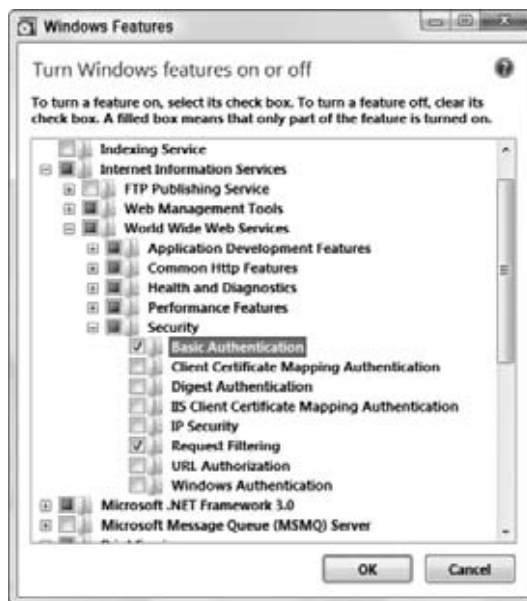 Windows Features
Turn Windows features on or off
To turn a feature on, select its check box. To turn a feature off, clear its
check box. A filled box means that only part of the feature is turned on.
Indexing Service
Internet Information Services
FTP Publishing Service
Web Management Tools
World Wide Web Services
Application Development Features
Common Http Features
Health and Diagnostics
Performance Features
Security
Basic Authentication
Client Certificate Mapping Authentication
Digest Authentication
IIS Client Certificate Mapping Authentication
IP Security
Request Filtering
URL Authorization
Windows Authentication
Microsoft .NET Framework 3.0
Microsoft Message Queue (MSMQ) Server
OK
Cancel